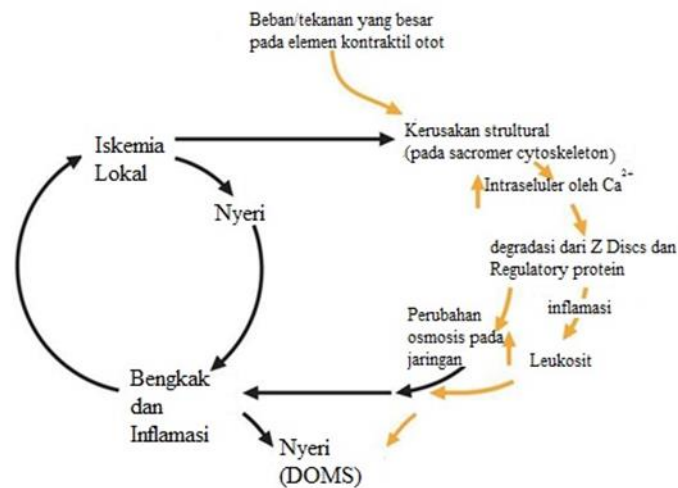 Beban/tekanan yang besar
pada elemen kontraktil otot
Kerusakan strultural
(pada sacromer cytoskeleton)
Iskemia
Lokal
Intraseluler oleh Ca²⁺
Nyeri
degradasi dari Z Discs dan
Regulatory protein
inflamasi
Perubahan
osmosis pada
jaringan
Leukosit
Bengkak
dan
Inflamasi
Nyeri
(DOMS)